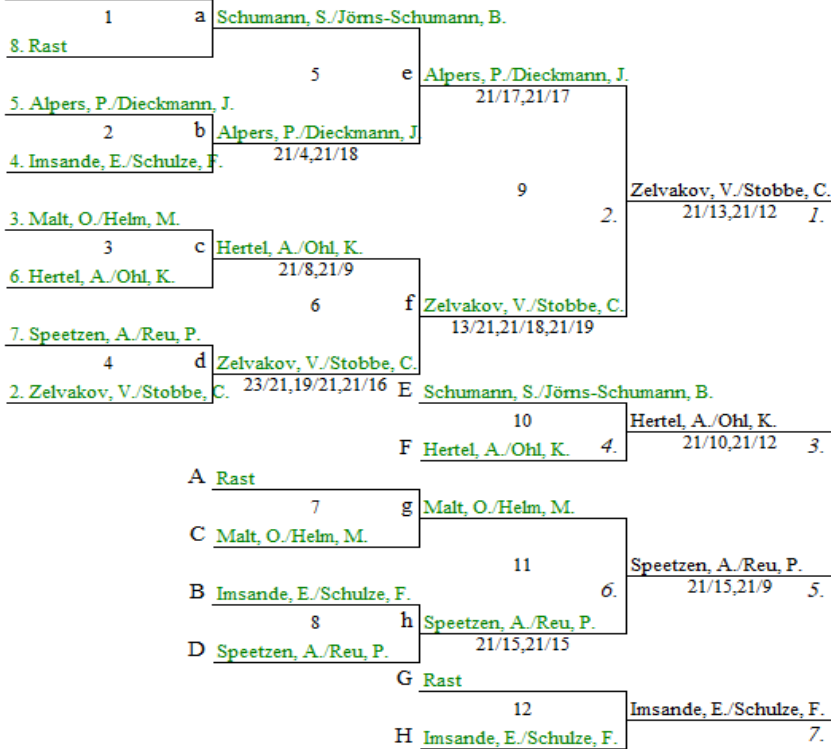 1 a Schumann, S./Jörns-Schumann, B.
8. Rast
5 e Alpers, P./Dieckmann, J.
21/17,21/17
5. Alpers, P./Dieckmann, J.
2 b Alpers, P./Dieckmann, J.
21/4,21/18
4. Imsande, E./Schulze, F.
9 Zelvakov, V./Stobbe, C.
2. 21/13,21/12 1.
3. Malt, O./Helm, M.
3 c Hertel, A./Ohl, K.
21/8,21/9
6. Hertel, A./Ohl, K.
6 f Zelvakov, V./Stobbe, C.
13/21,21/18,21/19
7. Speetzen, A./Reu, P.
4 d Zelvakov, V./Stobbe, C.
23/21,19/21,21/16
2. Zelvakov, V./Stobbe, C.
E Schumann, S./Jörns-Schumann, B.
10 Hertel, A./Ohl, K.
21/10,21/12 3.
F Hertel, A./Ohl, K. 4.
A Rast
7 g Malt, O./Helm, M.
C Malt, O./Helm, M.
11 Speetzen, A./Reu, P.
6. 21/15,21/9 5.
B Imsande, E./Schulze, F.
8 h Speetzen, A./Reu, P.
21/15,21/15
D Speetzen, A./Reu, P.
G Rast
12 Imsande, E./Schulze, F.
7.
H Imsande, E./Schulze, F.